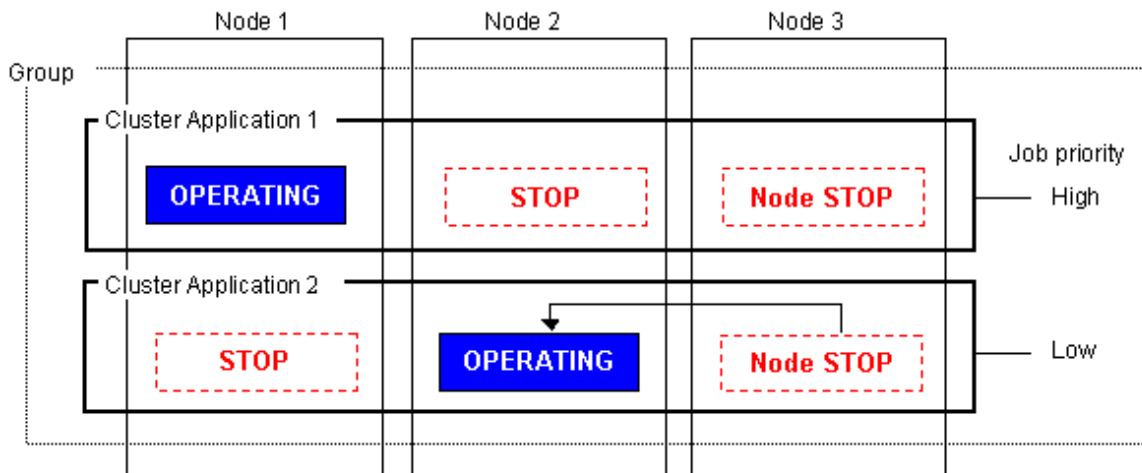 Node 1 Node 2 Node 3
Group
Cluster Application 1
Job priority
OPERATING STOP Node STOP High
Cluster Application 2
STOP OPERATING Node STOP Low